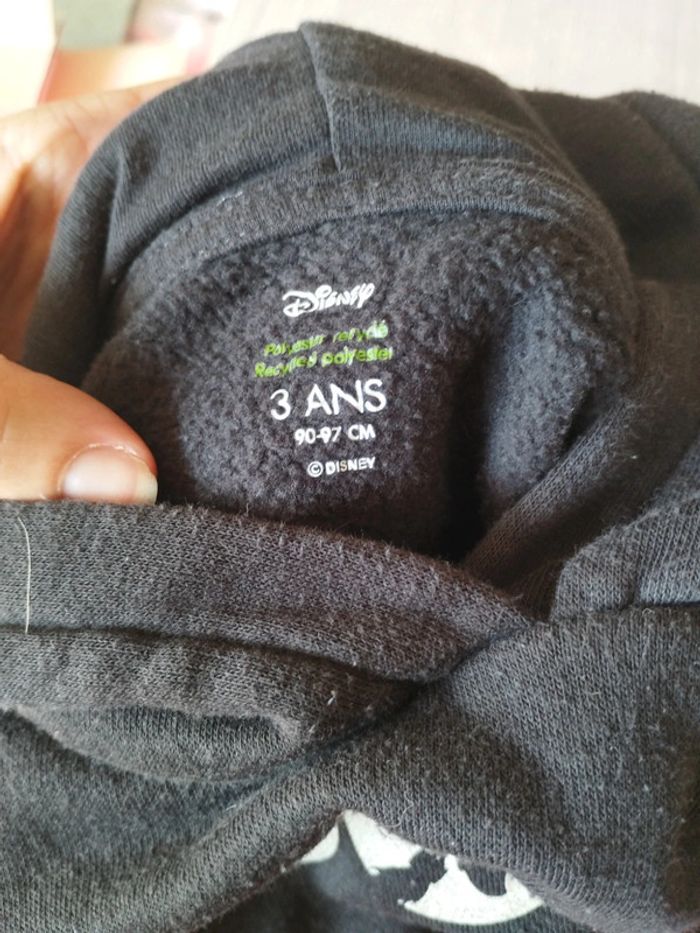 Disney
Polyester recyclé
Recycled polyester
3 ANS
90-97 CM
© DISNEY